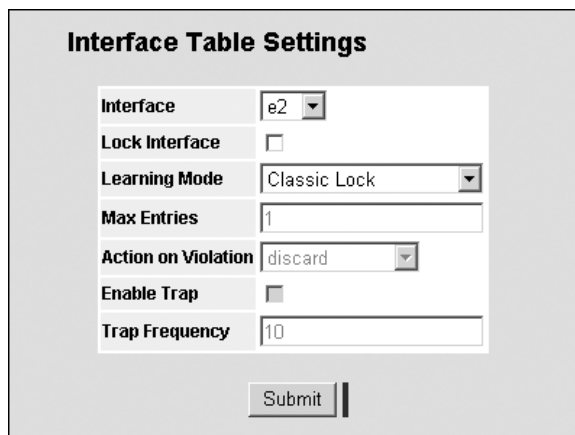 Interface Table Settings
Interface e2
Lock Interface
Learning Mode Classic Lock
Max Entries 1
Action on Violation discard
Enable Trap
Trap Frequency 10
Submit